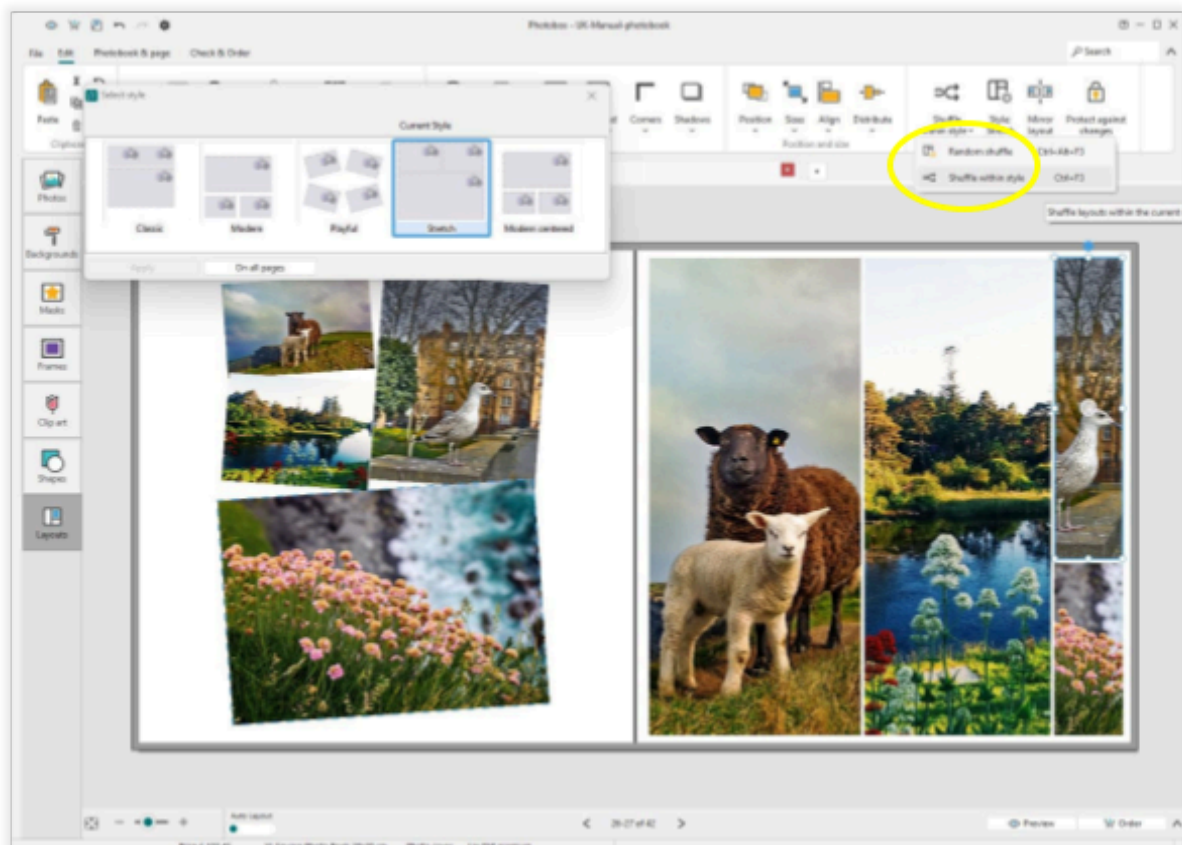 Photobox - UK-Manual-photobook
File Edit Photobook & page Check & Order
Search
Paste
Corners Shadows
Position Size Align Distribute
Shuffle
Style
Mirror layout
Protect against changes
Position and size
Select style
Current Style
Classic Modern Playful Stretch Modern centered
Apply On all pages
Random shuffle Ctrl+Alt+F3
Shuffle within style Ctrl+F3
Shuffle layouts within the current
Photos
Backgrounds
Masks
Frames
Clip art
Shapes
Layouts
Auto Layout
26-27 of 42
Preview Order